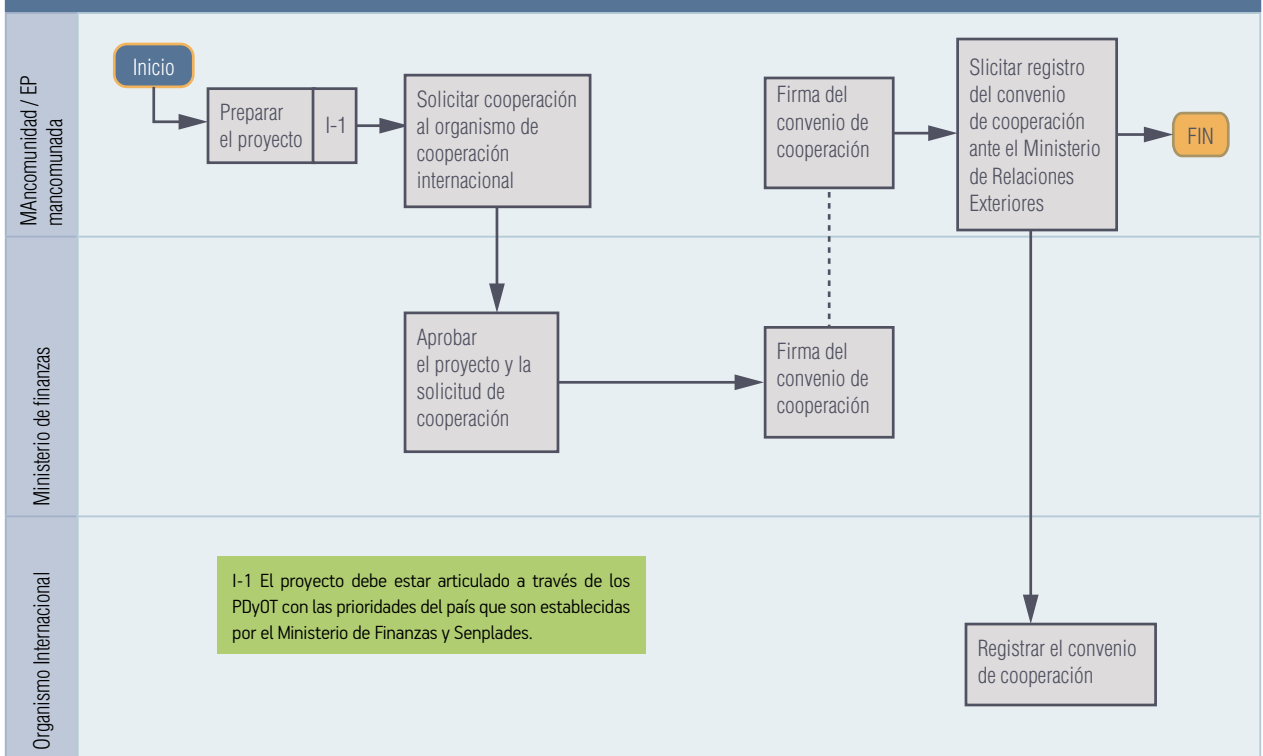 MAncomunidad / EP
mancomunada
Inicio
Preparar
el proyecto
I-1
Solicitar cooperación
al organismo de
cooperación
internacional
Firma del
convenio de
cooperación
Slicitar registro
del convenio
de cooperación
ante el Ministerio
de Relaciones
Exteriores
FIN
Ministerio de finanzas
Aprobar
el proyecto y la
solicitud de
cooperación
Firma del
convenio de
cooperación
Organismo Internacional
I-1 El proyecto debe estar articulado a través de los
PDyOT con las prioridades del país que son establecidas
por el Ministerio de Finanzas y Senplades.
Registrar el convenio
de cooperación